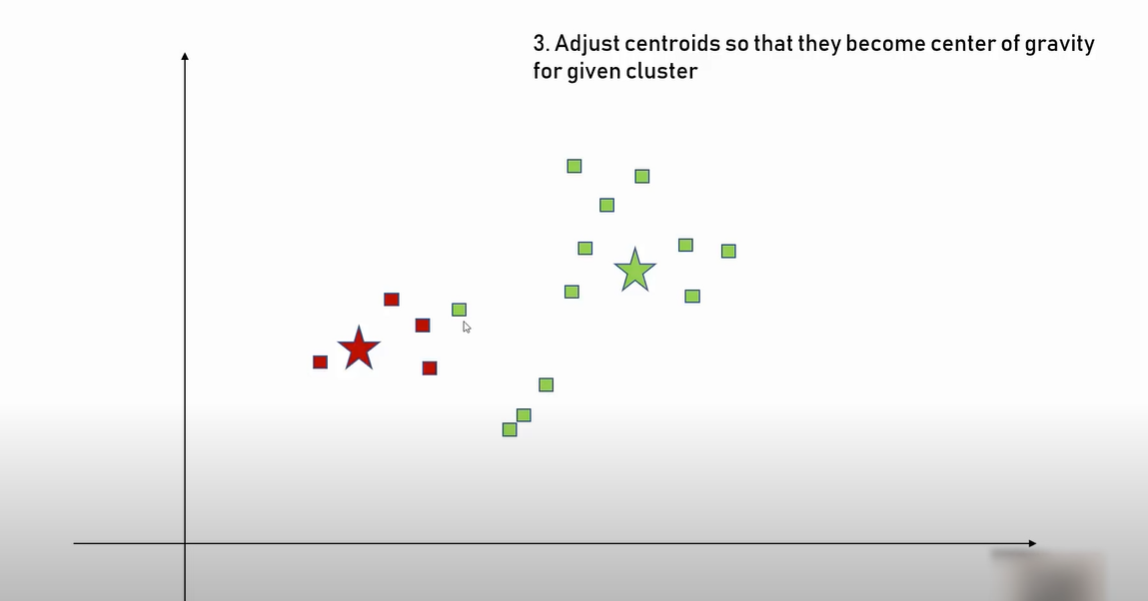 3. Adjust centroids so that they become center of gravity
for given cluster